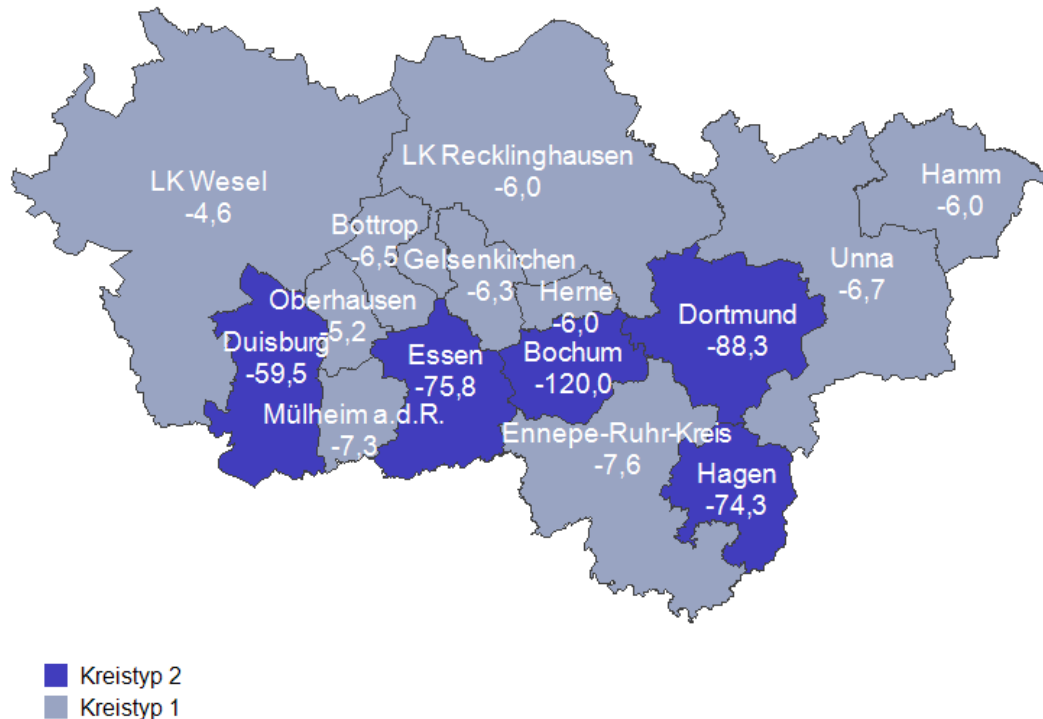 LK Recklinghausen
-6,0
LK Wesel
-4,6
Hamm
-6,0
Bottrop
-6,5
Gelsenkirchen
-6,3
Unna
-6,7
Oberhausen
-5,2
Herne
-6,0
Dortmund
-88,3
Duisburg
-59,5
Essen
-75,8
Bochum
-120,0
Mülheim a.d.R.
-7,3
Ennepe-Ruhr-Kreis
-7,6
Hagen
-74,3
Kreistyp 2
Kreistyp 1